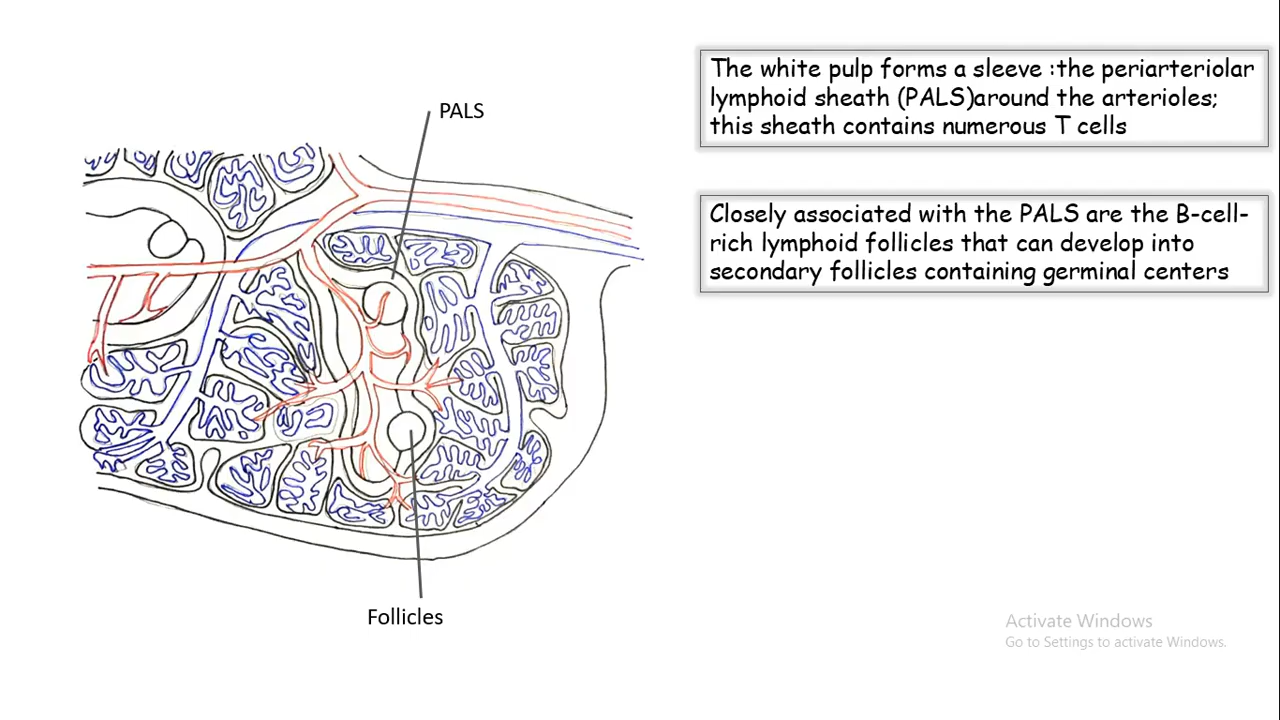 PALS
The white pulp forms a sleeve :the periarteriolar
lymphoid sheath (PALS)around the arterioles;
this sheath contains numerous T cells
Closely associated with the PALS are the B-cell-
rich lymphoid follicles that can develop into
secondary follicles containing germinal centers
Follicles
Activate Windows
Go to Settings to activate Windows.